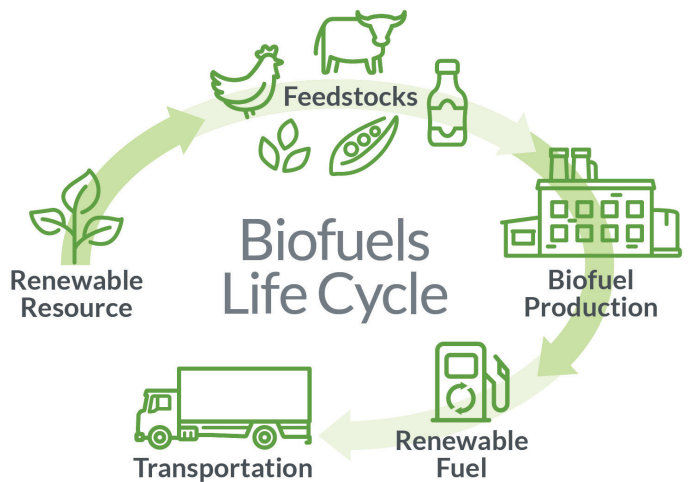 Biofuels
Life Cycle
Renewable
Resource
Feedstocks
Biofuel
Production
Renewable
Fuel
Transportation